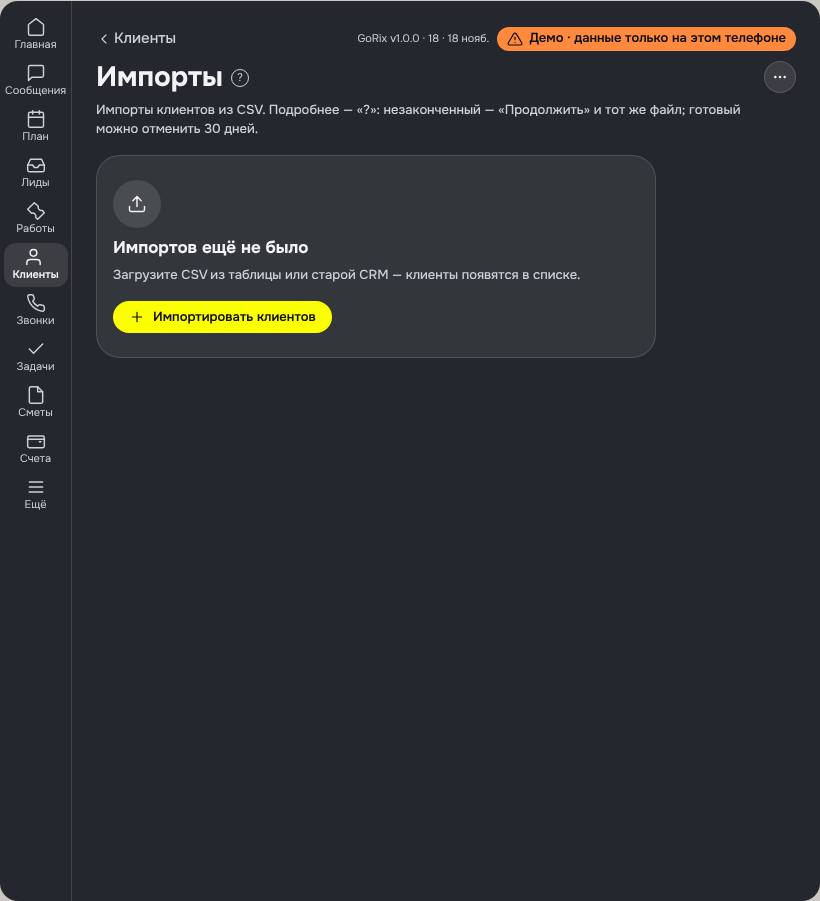 Главная
Сообщения
План
Лиды
Работы
Клиенты
Звонки
Задачи
Сметы
Счета
Ещё
Клиенты
GoRix v1.0.0 · 18 · 18 нояб.
Демо · данные только на этом телефоне
Импорты ?
Импорты клиентов из CSV. Подробнее — «?»: незаконченный — «Продолжить» и тот же файл; готовый
можно отменить 30 дней.
Импортов ещё не было
Загрузите CSV из таблицы или старой CRM — клиенты появятся в списке.
Импортировать клиентов